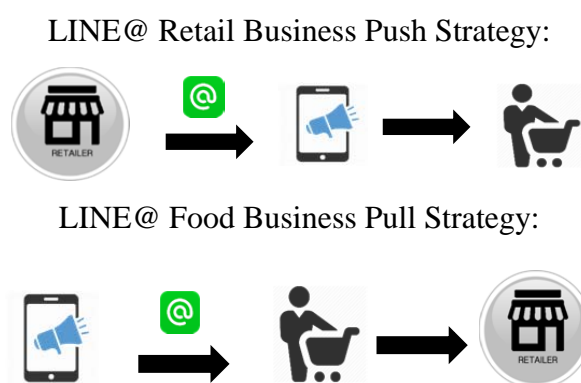 LINE@ Retail Business Push Strategy:
@
RETAILER
LINE@ Food Business Pull Strategy:
@
RETAILER